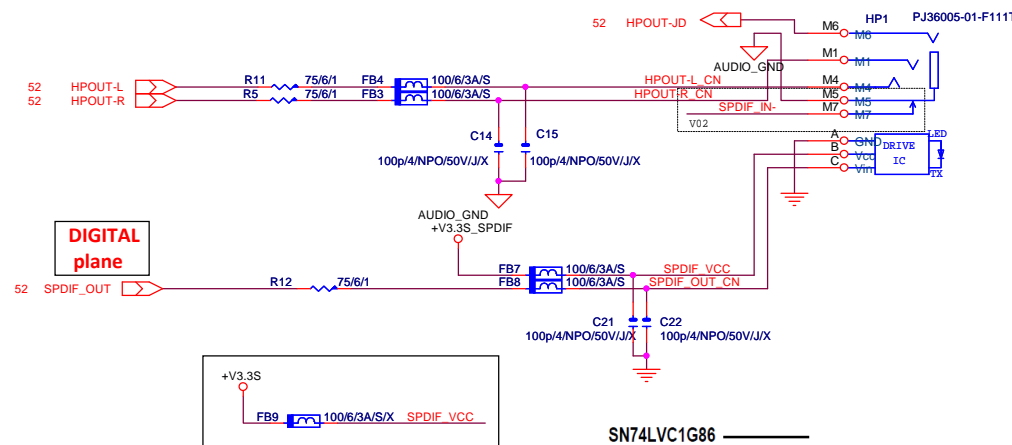 52 HPOUT-JD
M6 M6
HP1 PJ36005-01-F111T
AUDIO_GND
M1 M1
52 HPOUT-L R11 75/6/1 FB4 100/6/3A/S HPOUT-L_CN M4 M4
52 HPOUT-R R5 75/6/1 FB3 100/6/3A/S HPOUT-R_CN M5 M5
SPDIF_IN- M7 M7
V02
A GND DRIVE LED
B Vcc IC
C Vin TX
C14 C15
100p/4/NPO/50V/J/X 100p/4/NPO/50V/J/X
AUDIO_GND
+V3.3S_SPDIF
DIGITAL
plane
FB7 100/6/3A/S SPDIF_VCC
52 SPDIF_OUT R12 75/6/1 FB8 100/6/3A/S SPDIF_OUT_CN
C21 C22
100p/4/NPO/50V/J/X 100p/4/NPO/50V/J/X
+V3.3S
FB9 100/6/3A/S/X SPDIF_VCC
SN74LVC1G86